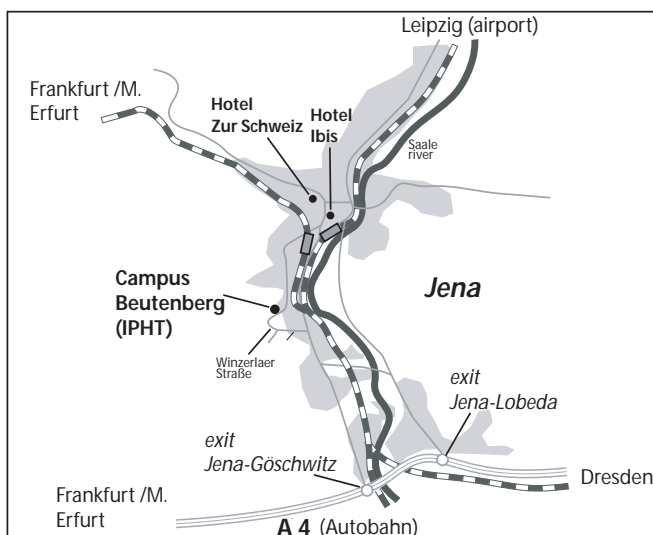 Leipzig (airport)
Frankfurt /M.
Erfurt
Hotel
Zur Schweiz
Hotel
Ibis
Saale
river
Campus
Beutenberg
(IPHT)
Jena
Winzerlaer
Straße
exit
Jena-Lobeda
exit
Jena-Göschwitz
Dresden
Frankfurt /M.
Erfurt
A 4 (Autobahn)